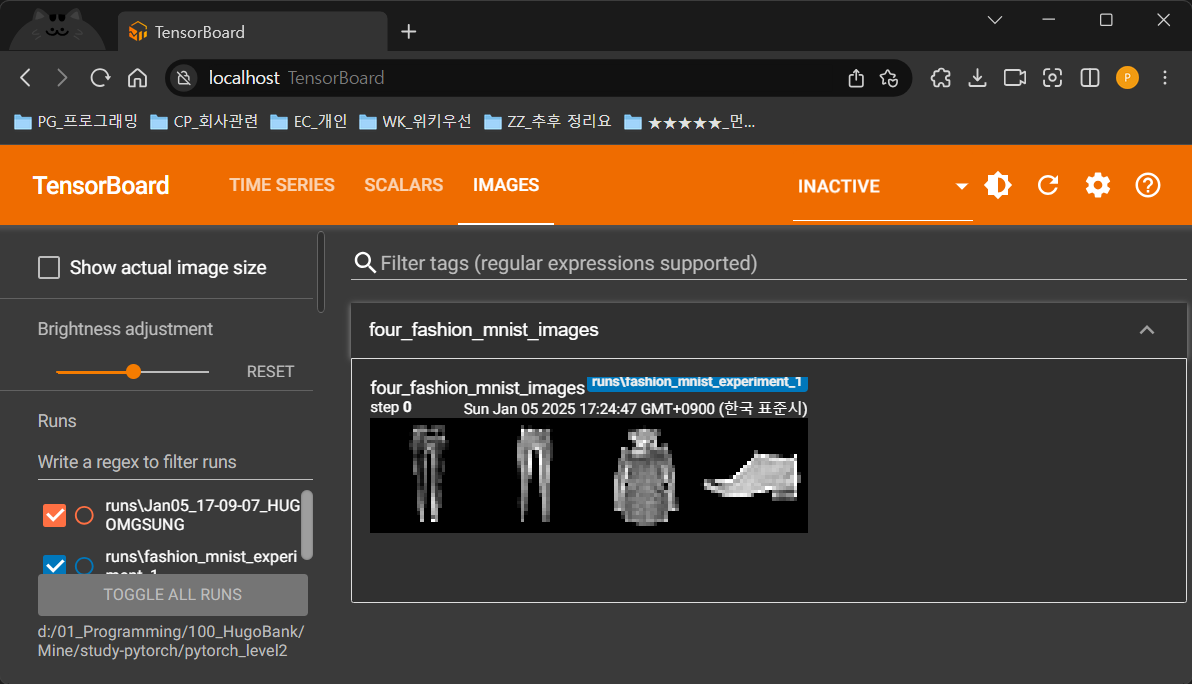 TensorBoard
localhost TensorBoard
P
PG_프로그래밍
CP_회사관련
EC_개인
WK_위키우선
ZZ_추후 정리요
★★★★★_먼...
TensorBoard
TIME SERIES
SCALARS
IMAGES
INACTIVE
Show actual image size
Brightness adjustment
RESET
Runs
Write a regex to filter runs
runs\Jan05_17-09-07_HUG
OMGSUNG
runs\fashion_mnist_experi
ment_1
TOGGLE ALL RUNS
d:/01_Programming/100_HugoBank/
Mine/study-pytorch/pytorch_level2
Filter tags (regular expressions supported)
four_fashion_mnist_images
four_fashion_mnist_images
runs\fashion_mnist_experiment_1
step 0
Sun Jan 05 2025 17:24:47 GMT+0900 (한국 표준시)